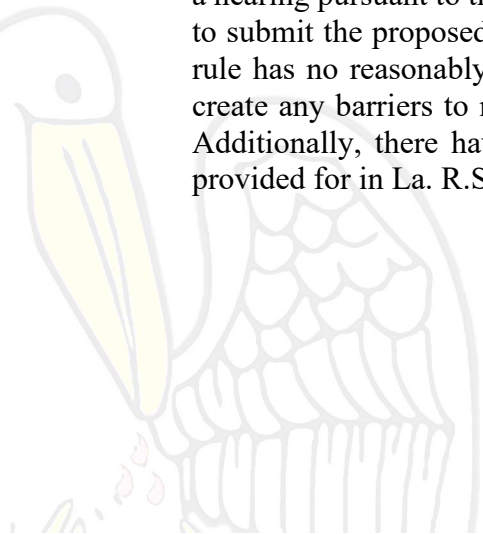 a hearing pursuant to th
to submit the proposed
rule has no reasonably
create any barriers to
Additionally, there ha
provided for in La. R.S